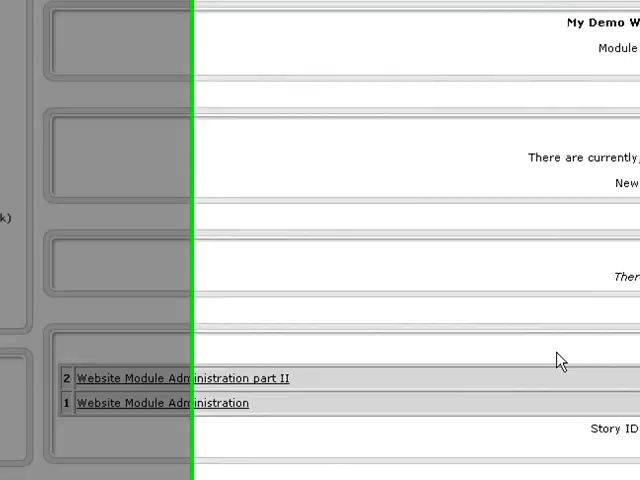 My Demo W
Module
There are currently,
New
k)
Ther
2 Website Module Administration part II
1 Website Module Administration
Story ID